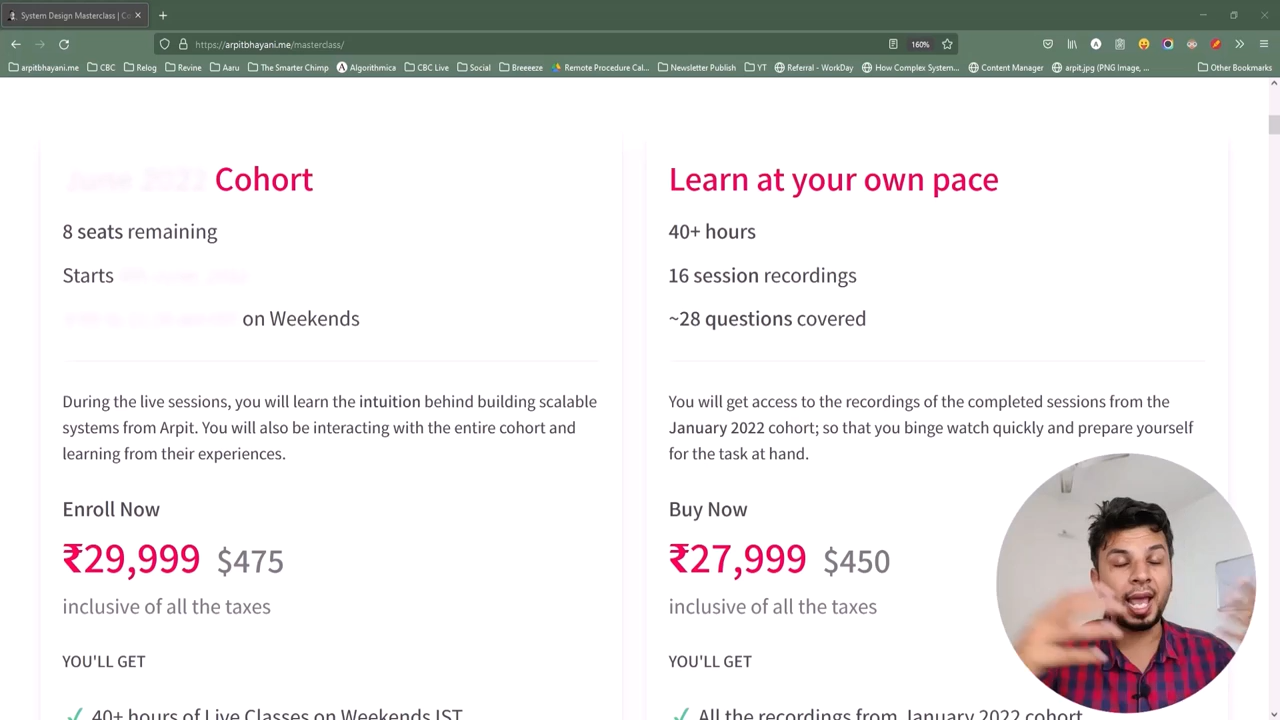 System Design Masterclass | Co
https://arpitbhayani.me/masterclass/
160%
arpitbhayani.me
CBC
Relog
Revine
Aaru
The Smarter Chimp
Algorithmica
CBC Live
Social
Breeeeze
Remote Procedure Cal...
Newsletter Publish
YT
Referral - WorkDay
How Complex System...
Content Manager
arpit.jpg (PNG Image, ...
Other Bookmarks
Cohort
8 seats remaining
Starts
on Weekends
During the live sessions, you will learn the intuition behind building scalable
systems from Arpit. You will also be interacting with the entire cohort and
learning from their experiences.
Enroll Now
₹29,999 $475
inclusive of all the taxes
YOU'LL GET
40+ hours of Live Classes on Weekends IST
Learn at your own pace
40+ hours
16 session recordings
~28 questions covered
You will get access to the recordings of the completed sessions from the
January 2022 cohort; so that you binge watch quickly and prepare yourself
for the task at hand.
Buy Now
₹27,999 $450
inclusive of all the taxes
YOU'LL GET
All the recordings from January 2022 cohort